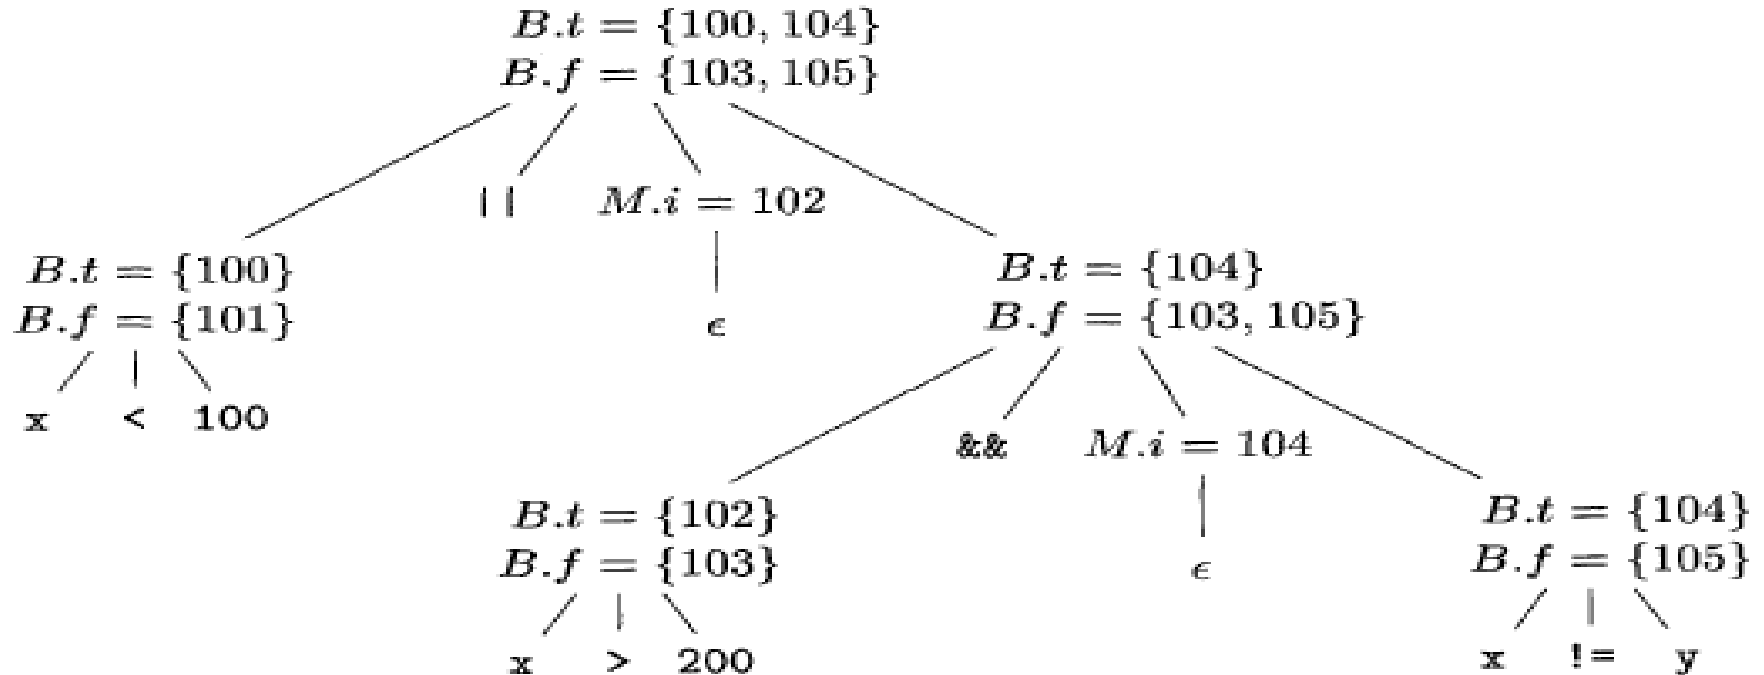 B.t = {100, 104}
B.f = {103, 105}
|| M.i = 102
B.t = {100}
B.f = {101}
ϵ
B.t = {104}
B.f = {103, 105}
x < 100
&& M.i = 104
B.t = {102}
B.f = {103}
ϵ
B.t = {104}
B.f = {105}
x > 200
x != y